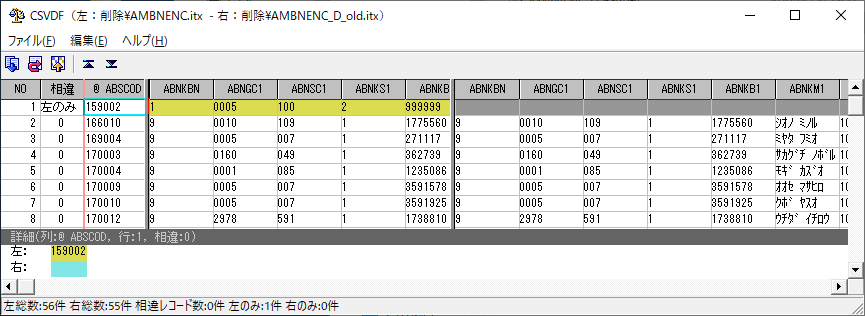 CSVDF（左：削除¥AMBNENC.itx - 右：削除¥AMBNENC_D_old.itx）
ファイル(F) 編集(E) ヘルプ(H)
NO 相違 @ ABSCOD ABNKBN ABNGC1 ABNSC1 ABNKS1 ABNKB ABNKBN ABNGC1 ABNSC1 ABNKS1 ABNKB1 ABNKM1
1 左のみ 159002 1 0005 100 2 999999
2 0 166010 9 0010 109 1 1775560 9 0010 109 1 1775560 ｼｵﾉ ﾐﾉﾙ 10
3 0 169004 9 0005 007 1 271117 9 0005 007 1 271117 ﾐﾔﾀ ﾌﾐｵ 10
4 0 170003 9 0160 049 1 362739 9 0160 049 1 362739 ｻｶｸﾞﾁ ﾉﾎﾞﾙ 10
5 0 170004 9 0001 085 1 1235086 9 0001 085 1 1235086 ﾓｷﾞ ｶｽﾞｵ 10
6 0 170009 9 0005 007 1 3591578 9 0005 007 1 3591578 ｵｵｾ ﾏｻﾋﾛ 10
7 0 170010 9 0005 007 1 3591925 9 0005 007 1 3591925 ｸﾎﾞ ﾔｽｵ 10
8 0 170012 9 2978 591 1 1738810 9 2978 591 1 1738810 ｳﾁﾀﾞ ｲﾁﾛｳ 10
詳細(列:@ ABSCOD, 行:1, 相違:0)
左: 159002
右:
左総数:56件 右総数:55件 相違レコード数:0件 左のみ:1件 右のみ:0件